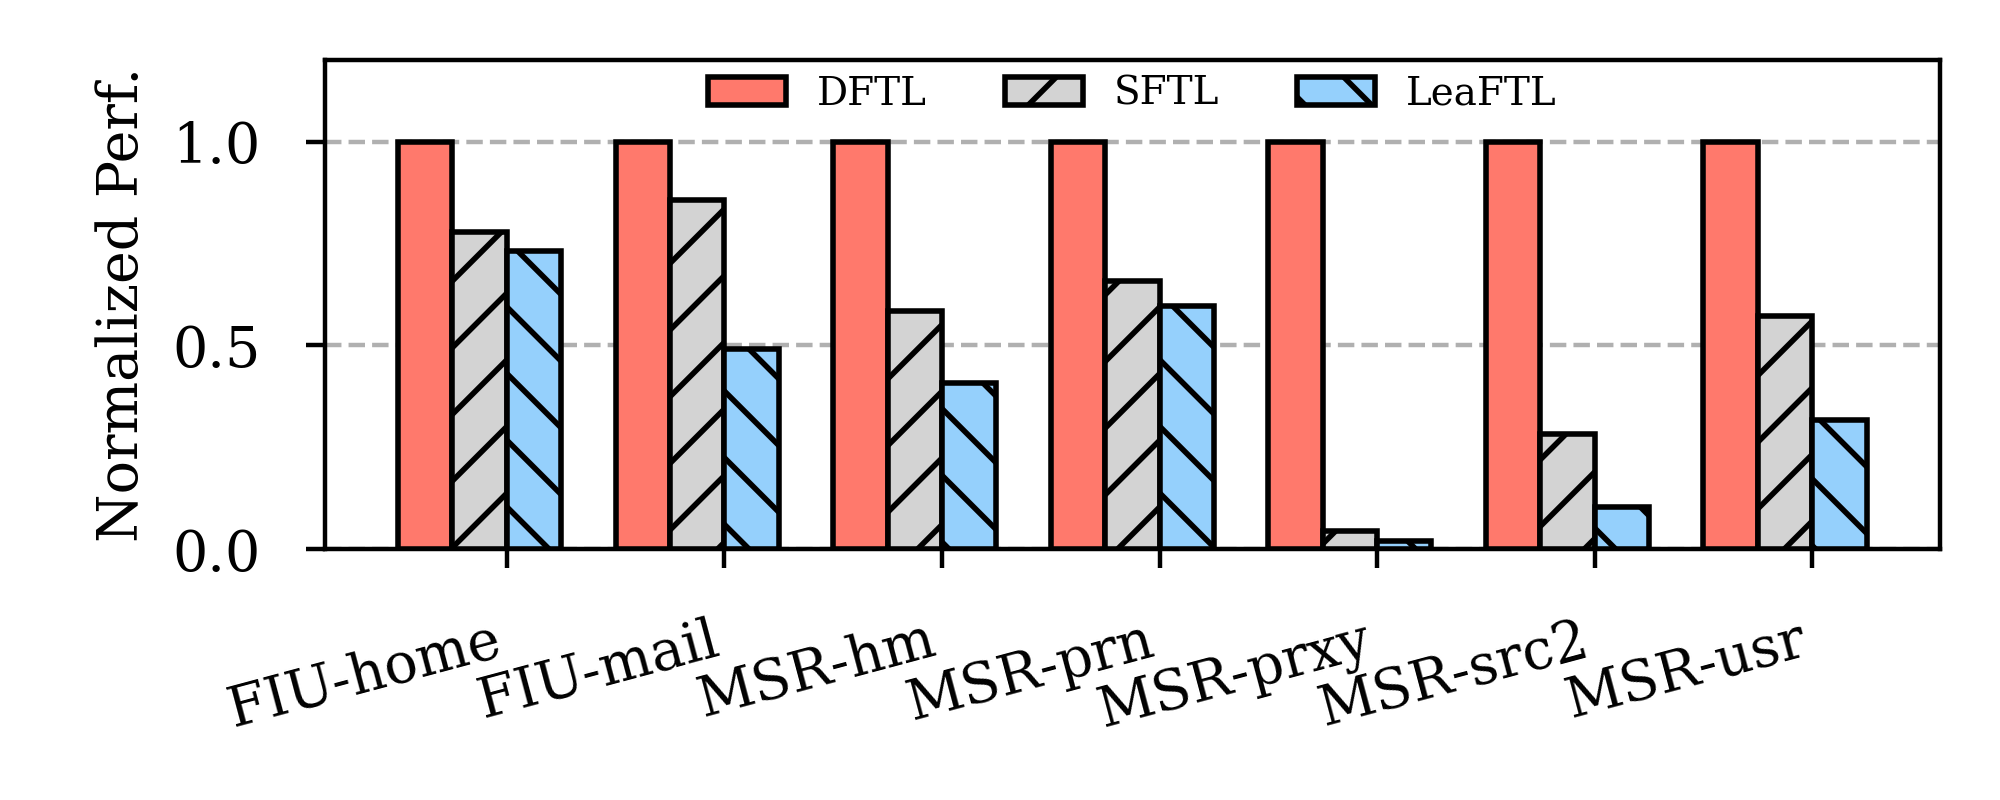 DFTL SFTL LeaFTL
Normalized Perf.
1.0
0.5
0.0
FIU-home
FIU-mail
MSR-hm
MSR-prn
MSR-prxy
MSR-src2
MSR-usr